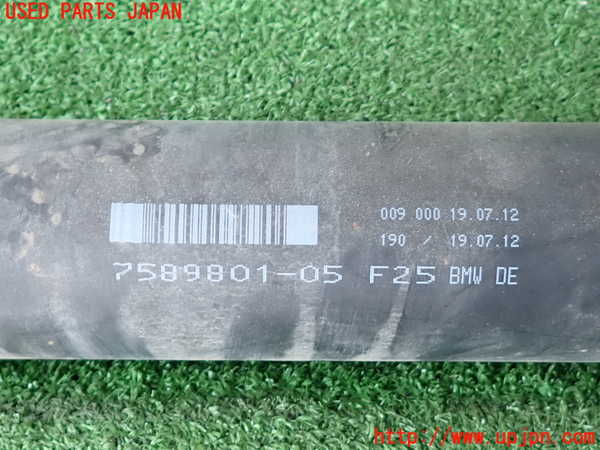 USED PARTS JAPAN
009 000 19.07.12
190 / 19.07.12
7589801-05 F25 BMW DE
http://www.upjpn.com/